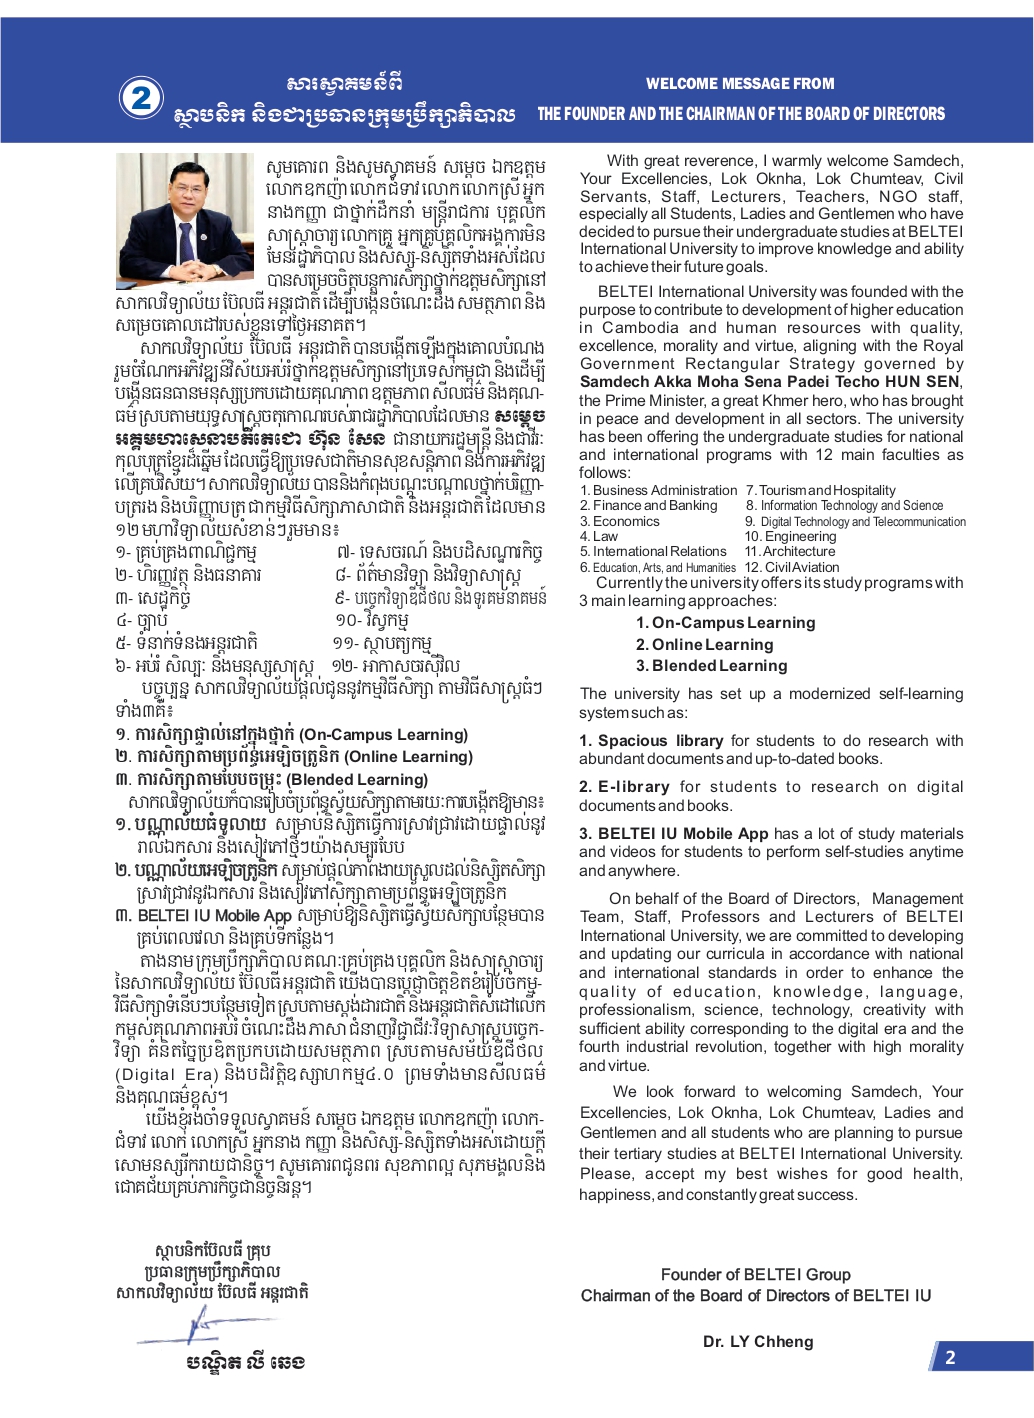 2
សារស្វាគមន៍ពី
ស្ថាបនិក និងជាប្រធានក្រុមប្រឹក្សាភិបាល
WELCOME MESSAGE FROM
THE FOUNDER AND THE CHAIRMAN OF THE BOARD OF DIRECTORS
សូមគោរព និងសូមស្វាគមន៍ សម្តេច ឯកឧត្តម
លោកឧកញ៉ា លោកជំទាវ លោក លោកស្រី អ្នក
នាងកញ្ញា ជាថ្នាក់ដឹកនាំ មន្ត្រីរាជការ បុគ្គលិក
សាស្ត្រាចារ្យ លោកគ្រូ អ្នកគ្រូបុគ្គលិកអង្គការមិន
មែនរដ្ឋាភិបាល និងសិស្ស-និស្សិតទាំងអស់ដែល
បានសម្រេចចិត្តបន្តការសិក្សាថ្នាក់ឧត្តមសិក្សានៅ
សាកលវិទ្យាល័យ ប៊ែលធី អន្តរជាតិ ដើម្បីបង្កើនចំណេះដឹង សមត្ថភាព និង
សម្រេចគោលដៅរបស់ខ្លួនទៅថ្ងៃអនាគត។
សាកលវិទ្យាល័យ ប៊ែលធី អន្តរជាតិ បានបង្កើតឡើងក្នុងគោលបំណង
រួមចំណែកអភិវឌ្ឍន៍វិស័យអប់រំថ្នាក់ឧត្តមសិក្សានៅប្រទេសកម្ពុជា និងដើម្បី
បង្កើនធនធានមនុស្សប្រកបដោយគុណភាព ឧត្តមភាព សីលធម៌ និងគុណ-
ធម៌ ស្របតាមយុទ្ធសាស្ត្រចតុកោណរបស់រាជរដ្ឋាភិបាលដែលមាន សម្តេច
អគ្គមហាសេនាបតីតេជោ ហ៊ុន សែន ជានាយករដ្ឋមន្ត្រី និងជាវីរៈ
កុលបុត្រខ្មែរដ៏ឆ្នើម ដែលធ្វើឱ្យប្រទេសជាតិមានសុខសន្តិភាព និងការអភិវឌ្ឍ
លើគ្រប់វិស័យ។ សាកលវិទ្យាល័យ បាននិងកំពុងបណ្តុះបណ្តាលថ្នាក់បរិញ្ញា-
បត្ររង និងបរិញ្ញាបត្រ ជាកម្មវិធីសិក្សាភាសាជាតិ និងអន្តរជាតិ ដែលមាន
១២ មហាវិទ្យាល័យសំខាន់ៗរួមមាន៖
១- គ្រប់គ្រងពាណិជ្ជកម្ម ៧- ទេសចរណ៍ និងបដិសណ្ឋារកិច្ច
២- ហិរញ្ញវត្ថុ និងធនាគារ ៨- ព័ត៌មានវិទ្យា និងវិទ្យាសាស្ត្រ
៣- សេដ្ឋកិច្ច ៩- បច្ចេកវិទ្យាឌីជីថល និងទូរគមនាគមន៍
៤- ច្បាប់ ១០- វិស្វកម្ម
៥- ទំនាក់ទំនងអន្តរជាតិ ១១- ស្ថាបត្យកម្ម
៦- អប់រំ សិល្បៈ និងមនុស្សសាស្ត្រ ១២- អាកាសចរស៊ីវិល
បច្ចុប្បន្ន សាកលវិទ្យាល័យផ្តល់ជូននូវកម្មវិធីសិក្សា តាមវិធីសាស្ត្រធំៗ
ទាំង៣គឺ៖
១. ការសិក្សាផ្ទាល់នៅក្នុងថ្នាក់ (On-Campus Learning)
២. ការសិក្សាតាមប្រព័ន្ធអេឡិចត្រូនិក (Online Learning)
៣. ការសិក្សាតាមបែបចម្រុះ (Blended Learning)
សាកលវិទ្យាល័យក៏បានរៀបចំប្រព័ន្ធស្វ័យសិក្សាតាមរយៈការបង្កើតឱ្យមាន៖
១. បណ្ណាល័យធំទូលាយ សម្រាប់និស្សិតធ្វើការស្រាវជ្រាវដោយផ្ទាល់នូវ
រាល់ឯកសារ និងសៀវភៅថ្មីៗយ៉ាងសម្បូរបែប
២. បណ្ណាល័យអេឡិចត្រូនិក សម្រាប់ផ្តល់ភាពងាយស្រួលដល់និស្សិតសិក្សា
ស្រាវជ្រាវនូវឯកសារ និងសៀវភៅសិក្សាតាមប្រព័ន្ធអេឡិចត្រូនិក
៣. BELTEI IU Mobile App សម្រាប់ឱ្យនិស្សិតធ្វើស្វ័យសិក្សាបន្ថែមបាន
គ្រប់ពេលវេលា និងគ្រប់ទីកន្លែង។
តាងនាម ក្រុមប្រឹក្សាភិបាល គណៈគ្រប់គ្រង បុគ្គលិក និងសាស្ត្រាចារ្យ
នៃសាកលវិទ្យាល័យ ប៊ែលធី អន្តរជាតិ យើងបានប្តេជ្ញាចិត្តខិតខំរៀបចំកម្ម-
វិធីសិក្សាទំនើបៗបន្ថែមទៀត ស្របតាមស្តង់ដារជាតិ និងអន្តរជាតិសំដៅលើក
កម្ពស់គុណភាពអប់រំ ចំណេះដឹង ភាសា ជំនាញវិជ្ជាជីវៈវិទ្យាសាស្ត្របច្ចេក-
វិទ្យា គំនិតច្នៃប្រឌិតប្រកបដោយសមត្ថភាព ស្របតាមសម័យឌីជីថល
(Digital Era) និងបដិវត្តិឧស្សាហកម្ម៤.0 ព្រមទាំងមានសីលធម៌
និងគុណធម៌ខ្ពស់។
យើងខ្ញុំរង់ចាំទទួលស្វាគមន៍ សម្តេច ឯកឧត្តម លោកឧកញ៉ា លោក-
ជំទាវ លោក លោកស្រី អ្នកនាង កញ្ញា និងសិស្ស-និស្សិតទាំងអស់ដោយក្តី
សោមនស្សរីករាយជានិច្ច។ សូមគោរពជូនពរ សុខភាពល្អ សុភមង្គលនិង
ជោគជ័យគ្រប់ភារកិច្ចជានិច្ចនិរន្ត។
ស្ថាបនិកប៊ែលធី គ្រុប
ប្រធានក្រុមប្រឹក្សាភិបាល
សាកលវិទ្យាល័យ ប៊ែលធី អន្តរជាតិ
បណ្ឌិត លី ឆេង
With great reverence, I warmly welcome Samdech,
Your Excellencies, Lok Oknha, Lok Chumteav, Civil
Servants, Staff, Lecturers, Teachers, NGO staff,
especially all Students, Ladies and Gentlemen who have
decided to pursue their undergraduate studies at BELTEI
International University to improve knowledge and ability
to achieve their future goals.
BELTEI International University was founded with the
purpose to contribute to development of higher education
in Cambodia and human resources with quality,
excellence, morality and virtue, aligning with the Royal
Government Rectangular Strategy governed by
Samdech Akka Moha Sena Padei Techo HUN SEN,
the Prime Minister, a great Khmer hero, who has brought
in peace and development in all sectors. The university
has been offering the undergraduate studies for national
and international programs with 12 main faculties as
follows:
1. Business Administration 7. Tourism and Hospitality
2. Finance and Banking 8. Information Technology and Science
3. Economics 9. Digital Technology and Telecommunication
4. Law 10. Engineering
5. International Relations 11. Architecture
6. Education, Arts, and Humanities 12. Civil Aviation
Currently the university offers its study programs with
3 main learning approaches:
1. On-Campus Learning
2. Online Learning
3. Blended Learning
The university has set up a modernized self-learning
system such as:
1. Spacious library for students to do research with
abundant documents and up-to-dated books.
2. E-library for students to research on digital
documents and books.
3. BELTEI IU Mobile App has a lot of study materials
and videos for students to perform self-studies anytime
and anywhere.
On behalf of the Board of Directors, Management
Team, Staff, Professors and Lecturers of BELTEI
International University, we are committed to developing
and updating our curricula in accordance with national
and international standards in order to enhance the
quality of education, knowledge, language,
professionalism, science, technology, creativity with
sufficient ability corresponding to the digital era and the
fourth industrial revolution, together with high morality
and virtue.
We look forward to welcoming Samdech, Your
Excellencies, Lok Oknha, Lok Chumteav, Ladies and
Gentlemen and all students who are planning to pursue
their tertiary studies at BELTEI International University.
Please, accept my best wishes for good health,
happiness, and constantly great success.
Founder of BELTEI Group
Chairman of the Board of Directors of BELTEI IU
Dr. LY Chheng
2